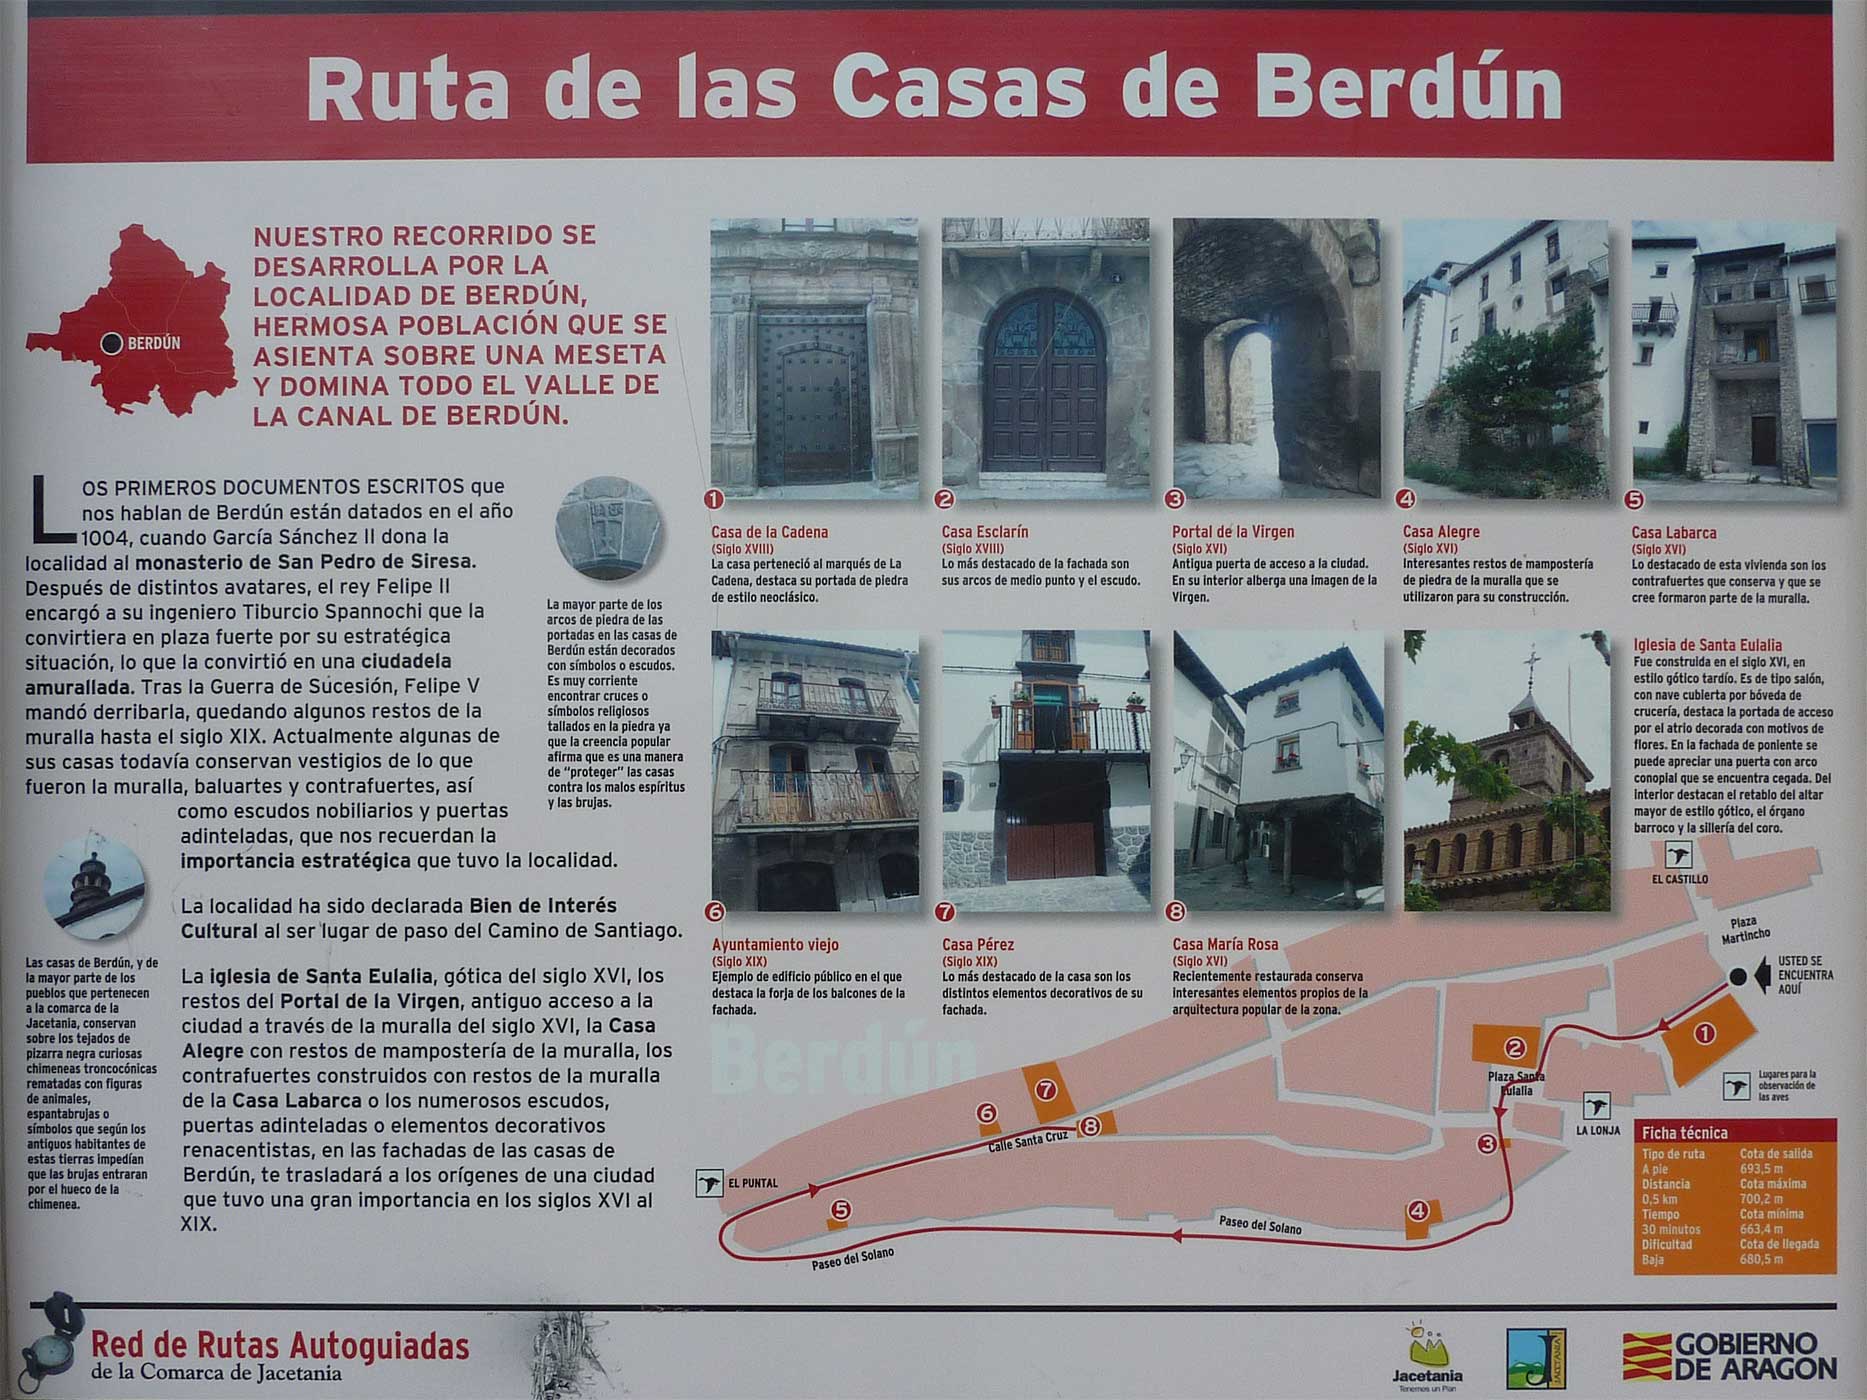 Ruta de las Casas de Berdún
BERDÚN
NUESTRO RECORRIDO SE
DESARROLLA POR LA
LOCALIDAD DE BERDÚN,
HERMOSA POBLACIÓN QUE SE
ASIENTA SOBRE UNA MESETA
Y DOMINA TODO EL VALLE DE
LA CANAL DE BERDÚN.
LOS PRIMEROS DOCUMENTOS ESCRITOS que
nos hablan de Berdún están datados en el año
1004, cuando García Sánchez II dona la
localidad al monasterio de San Pedro de Siresa.
Después de distintos avatares, el rey Felipe II
encargó a su ingeniero Tiburcio Spannochi que la
convirtiera en plaza fuerte por su estratégica
situación, lo que la convirtió en una ciudadela
amurallada. Tras la Guerra de Sucesión, Felipe V
mandó derribarla, quedando algunos restos de la
muralla hasta el siglo XIX. Actualmente algunas de
sus casas todavía conservan vestigios de lo que
fueron la muralla, baluartes y contrafuertes, así
como escudos nobiliarios y puertas
adinteladas, que nos recuerdan la
importancia estratégica que tuvo la localidad.
La localidad ha sido declarada Bien de Interés
Cultural al ser lugar de paso del Camino de Santiago.
La iglesia de Santa Eulalia, gótica del siglo XVI, los
restos del Portal de la Virgen, antiguo acceso a la
ciudad a través de la muralla del siglo XVI, la Casa
Alegre con restos de mampostería de la muralla, los
contrafuertes construidos con restos de la muralla
de la Casa Labarca o los numerosos escudos,
puertas adinteladas o elementos decorativos
renacentistas, en las fachadas de las casas de
Berdún, te trasladará a los orígenes de una ciudad
que tuvo una gran importancia en los siglos XVI al
XIX.
La mayor parte de los
arcos de piedra de las
portadas en las casas de
Berdún están decorados
con símbolos o escudos.
Es muy corriente
encontrar cruces o
símbolos religiosos
tallados en la piedra ya
que la creencia popular
afirma que es una manera
de “proteger” las casas
contra los malos espíritus
y las brujas.
Las casas de Berdún, y de
la mayor parte de los
pueblos que pertenecen
a la comarca de la
Jacetania, conservan
sobre los tejados de
pizarra negra curiosas
chimeneas troncocónicas
rematadas con figuras
de animales,
espantabrujas o
símbolos que según los
antiguos habitantes de
estas tierras impedían
que las brujas entraran
por el hueco de la
chimenea.
1
Casa de la Cadena
(Siglo XVIII)
La casa perteneció al marqués de La
Cadena, destaca su portada de piedra
de estilo neoclásico.
2
Casa Esclarín
(Siglo XVIII)
Lo más destacado de la fachada son
sus arcos de medio punto y el escudo.
3
Portal de la Virgen
(Siglo XVI)
Antigua puerta de acceso a la ciudad.
En su interior alberga una imagen de la
Virgen.
4
Casa Alegre
(Siglo XVI)
Interesantes restos de mampostería
de piedra de la muralla que se
utilizaron para su construcción.
5
Casa Labarca
(Siglo XVI)
Lo destacado de esta vivienda son los
contrafuertes que conserva y que se
cree formaron parte de la muralla.
6
Ayuntamiento viejo
(Siglo XIX)
Ejemplo de edificio público en el que
destaca la forja de los balcones de la
fachada.
7
Casa Pérez
(Siglo XIX)
Lo más destacado de la casa son los
distintos elementos decorativos de su
fachada.
8
Casa María Rosa
(Siglo XVI)
Recientemente restaurada conserva
interesantes elementos propios de la
arquitectura popular de la zona.
Iglesia de Santa Eulalia
Fue construida en el siglo XVI, en
estilo gótico tardío. Es de tipo salón,
con nave cubierta por bóveda de
crucería, destaca la portada de acceso
por el atrio decorada con motivos de
flores. En la fachada de poniente se
puede apreciar una puerta con arco
conopial que se encuentra cegada. Del
interior destacan el retablo del altar
mayor de estilo gótico, el órgano
barroco y la sillería del coro.
Berdún
EL CASTILLO
Plaza
Martincho
USTED SE
ENCUENTRA
AQUÍ
1
2
Plaza Santa
Eulalia
7
6
8
Calle Santa Cruz
3
LA LONJA
Lugares para la
observación de
las aves
EL PUNTAL
5
4
Paseo del Solano
Paseo del Solano
Ficha técnica
Tipo de ruta
A pie
Distancia
0,5 km
Tiempo
30 minutos
Dificultad
Baja
Cota de salida
693,5 m
Cota máxima
700,2 m
Cota mínima
663,4 m
Cota de llegada
680,5 m
Red de Rutas Autoguiadas
de la Comarca de Jacetania
Jacetania
Tenemos un Plan
J
JACETANIA
GOBIERNO
DE ARAGON